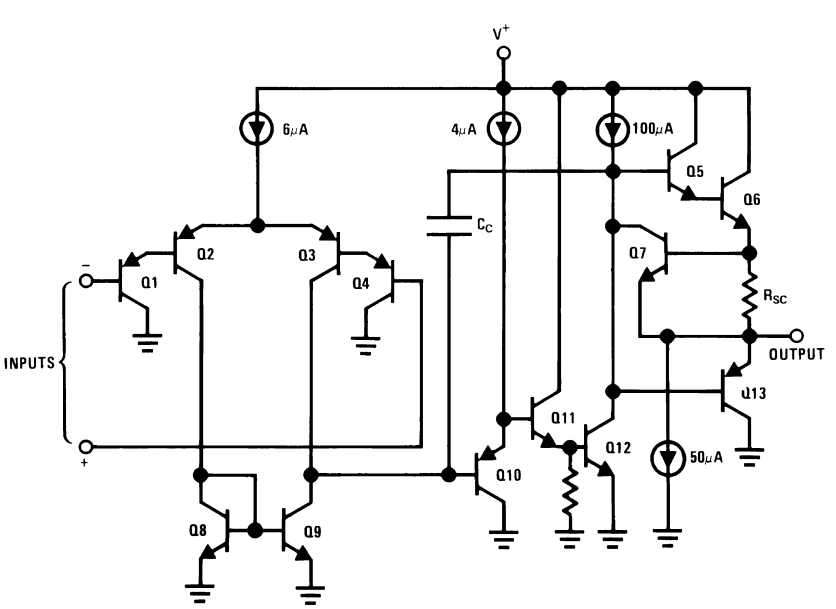 V+
6μA
4μA
100μA
Q5
Q6
Q2
Q3
CC
Q7
−
Q1
Q4
RSC
INPUTS
OUTPUT
+
Q10
Q11
Q12
Q13
50μA
Q8
Q9